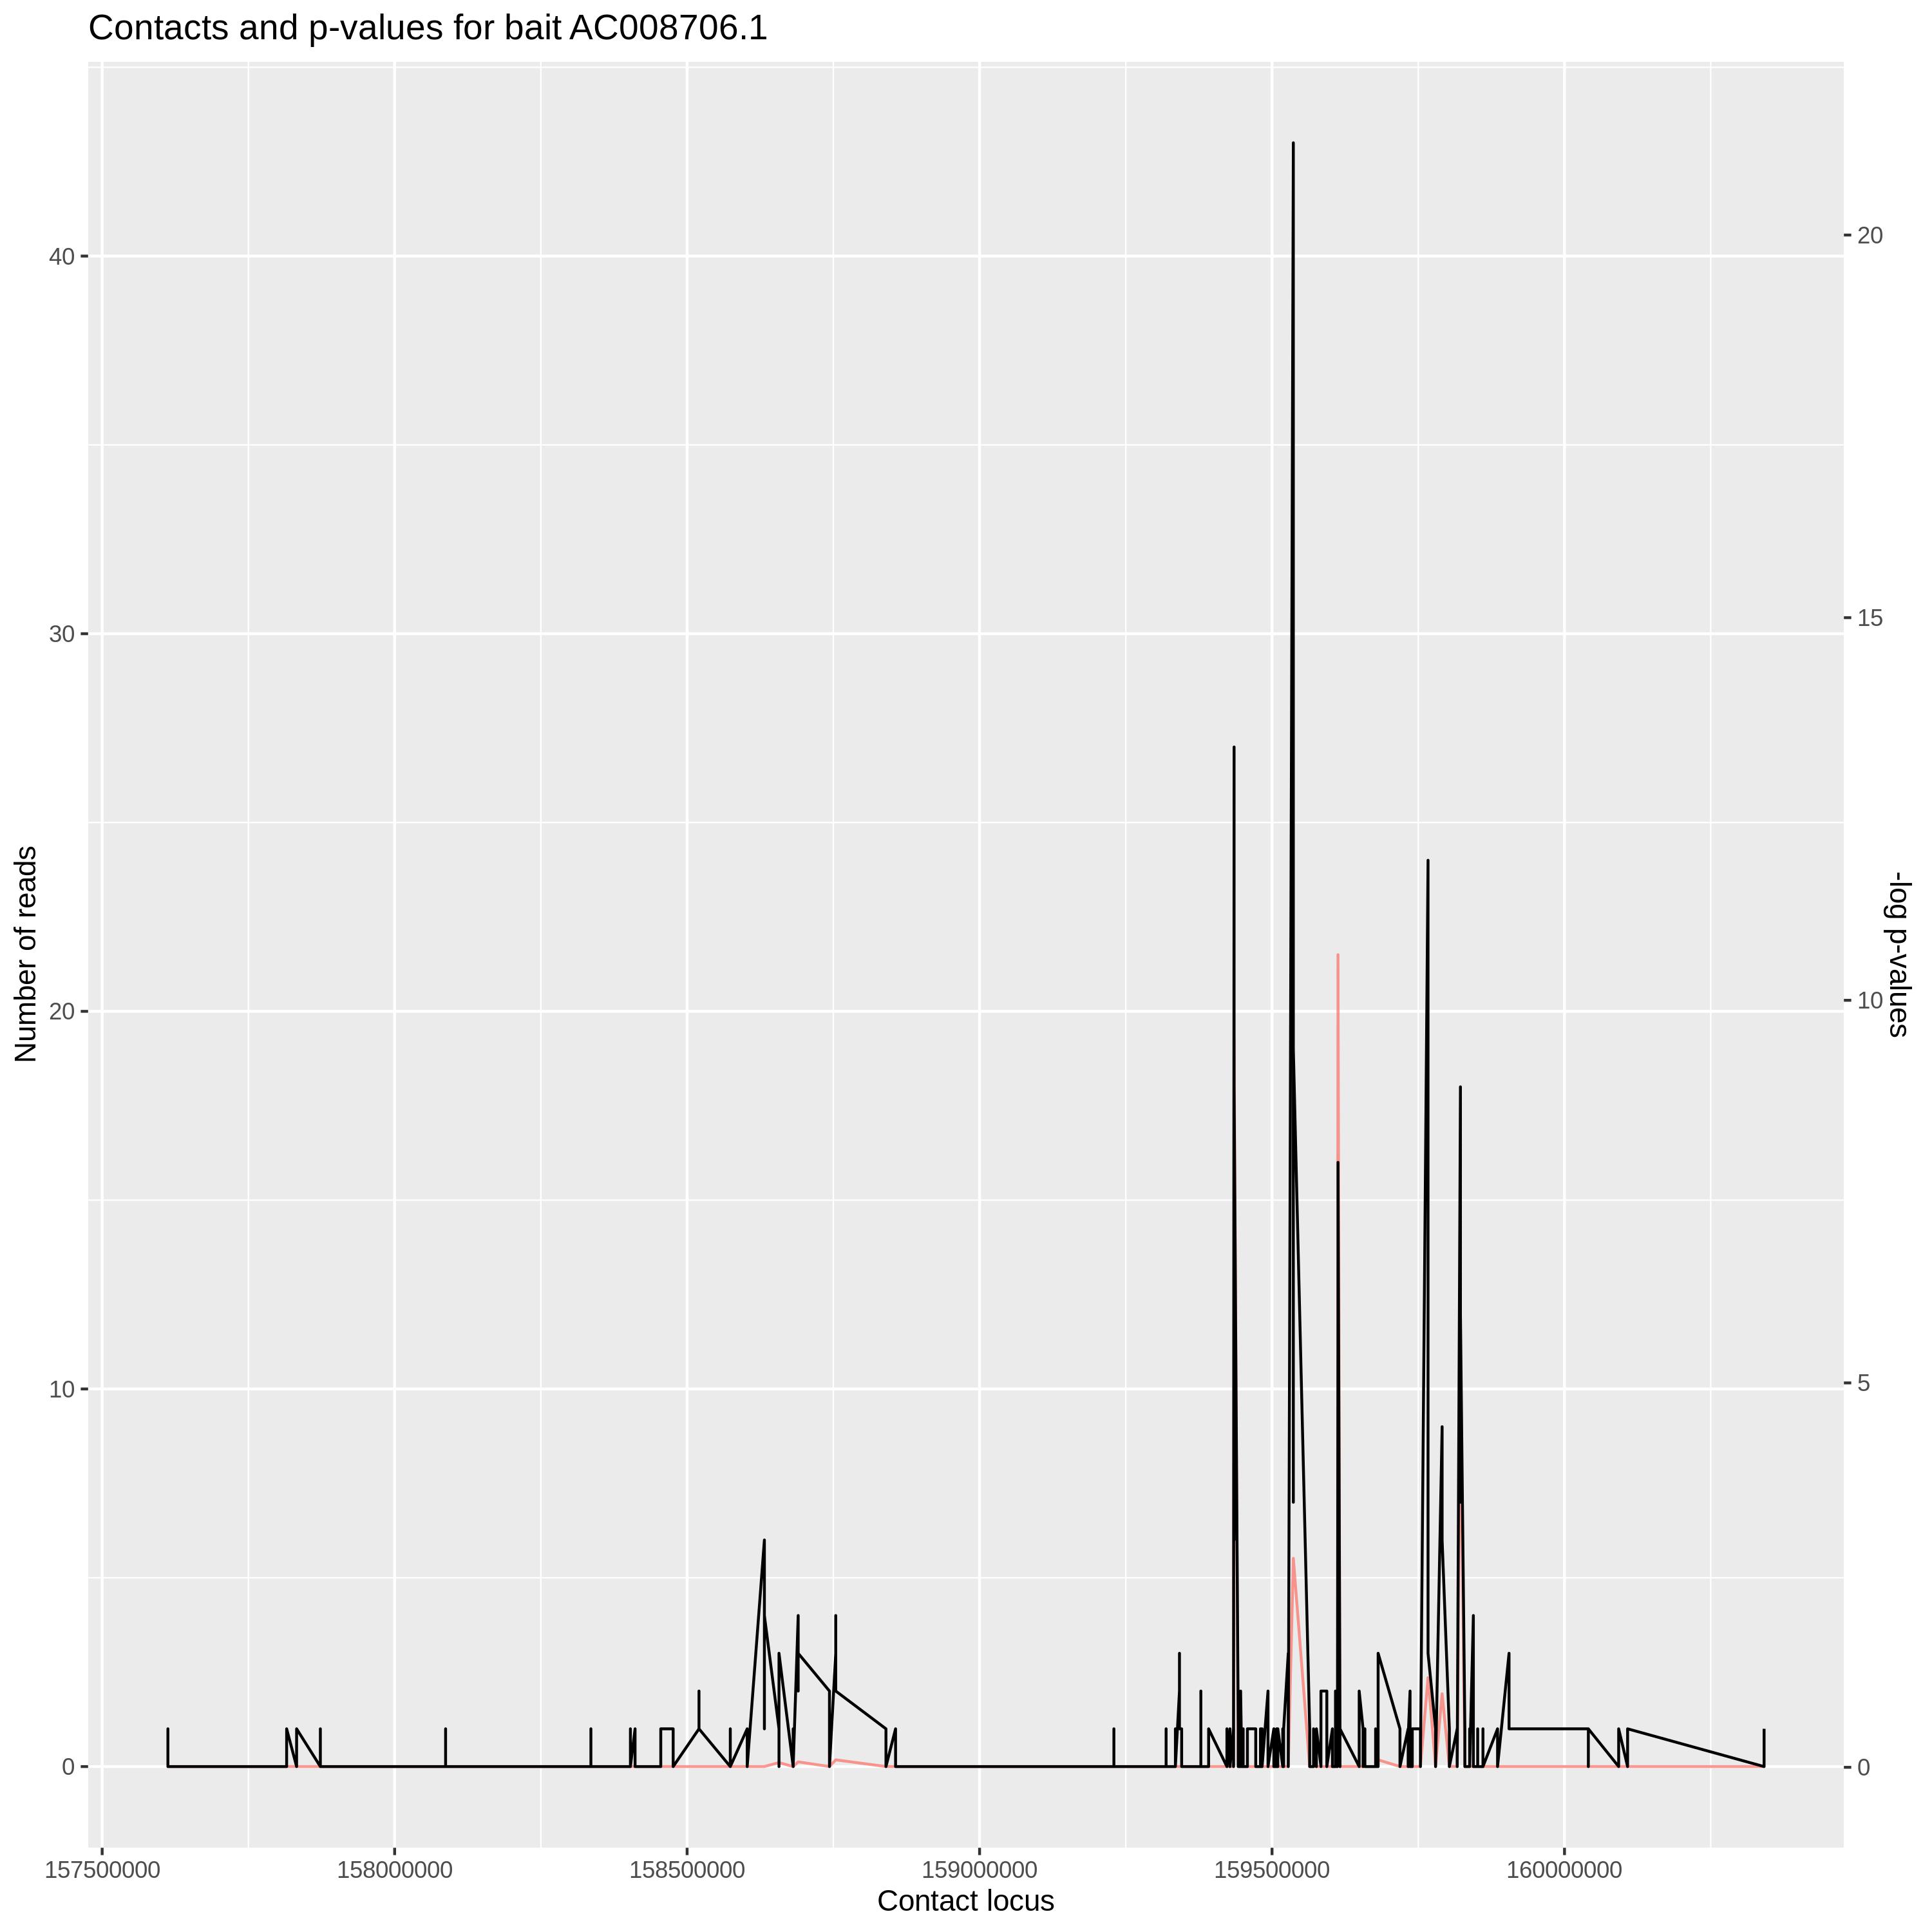 Contacts and p-values for bait AC008706.1
40
30
20
10
0
Number of reads
20
15
10
5
0
-log p-values
157500000 158000000 158500000 159000000 159500000 160000000
Contact locus